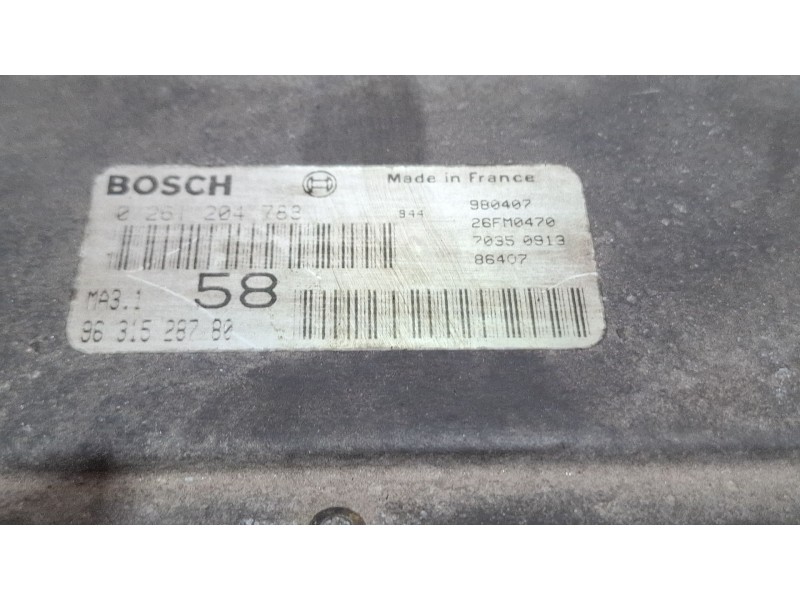 BOSCH Made in France
0 261 204 783 944 980407
26FM0470
7035 0913
86407
MA3.1 58
96 315 287 80